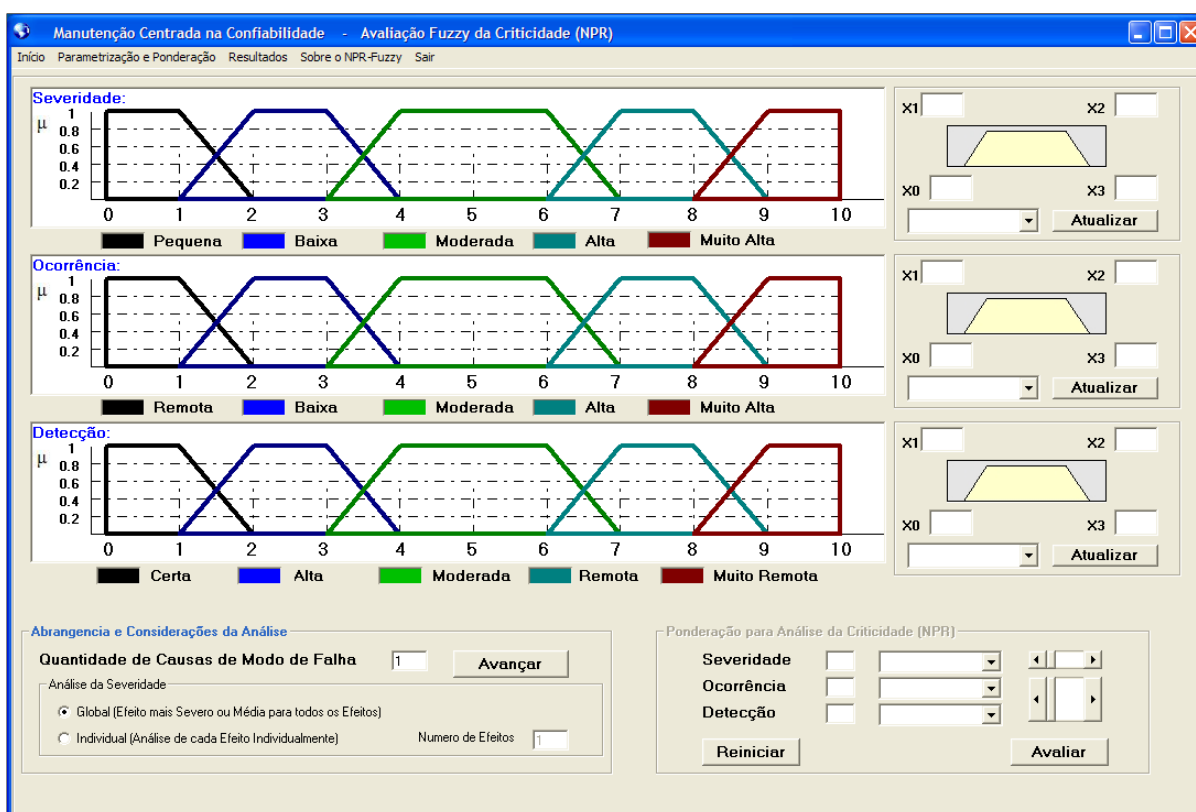 Manutenção Centrada na Confiabilidade - Avaliação Fuzzy da Criticidade (NPR)
Início Parametrização e Ponderação Resultados Sobre o NPR-Fuzzy Sair
Severidade:
μ
1
0.8
0.6
0.4
0.2
0 1 2 3 4 5 6 7 8 9 10
Pequena Baixa Moderada Alta Muito Alta
X1 X2
X0 X3
Atualizar
Ocorrência:
μ
1
0.8
0.6
0.4
0.2
0 1 2 3 4 5 6 7 8 9 10
Remota Baixa Moderada Alta Muito Alta
X1 X2
X0 X3
Atualizar
Detecção:
μ
1
0.8
0.6
0.4
0.2
0 1 2 3 4 5 6 7 8 9 10
Certa Alta Moderada Remota Muito Remota
X1 X2
X0 X3
Atualizar
Abrangencia e Considerações da Análise
Quantidade de Causas de Modo de Falha 1 Avançar
Análise da Severidade
Global (Efeito mais Severo ou Média para todos os Efeitos)
Individual (Análise de cada Efeito Individualmente) Numero de Efeitos 1
Ponderação para Análise da Criticidade (NPR)
Severidade
Ocorrência
Detecção
Reiniciar Avaliar